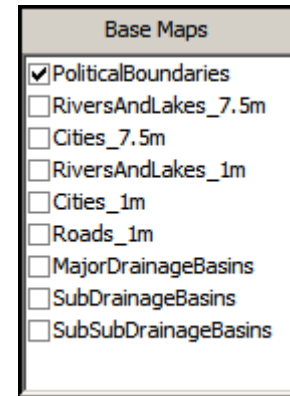 Base Maps
PoliticalBoundaries
RiversAndLakes_7.5m
Cities_7.5m
RiversAndLakes_1m
Cities_1m
Roads_1m
MajorDrainageBasins
SubDrainageBasins
SubSubDrainageBasins